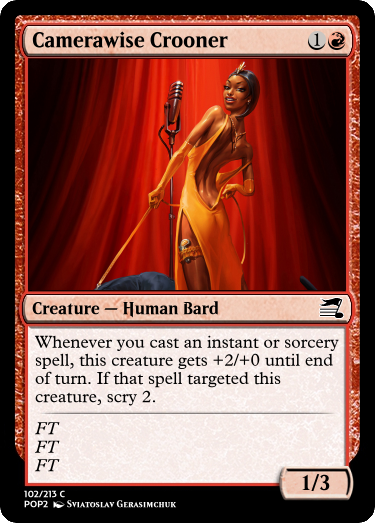 Camerawise Crooner 1
Creature — Human Bard
Whenever you cast an instant or sorcery
spell, this creature gets +2/+0 until end
of turn. If that spell targeted this
creature, scry 2.
FT
FT
FT
1/3
102/213 C
POP2 Sviatoslav Gerasimchuk